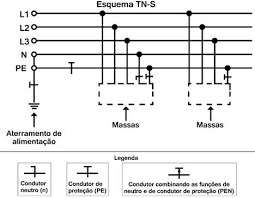 Esquema TN-S
L1
L2
L3
N
PE
Aterramento de
alimentação
Massas
Massas
Legenda
Condutor
neutro (n)
Condutor de
proteção (PE)
Condutor combinando as funções de
neutro e de condutor de proteção (PEN)